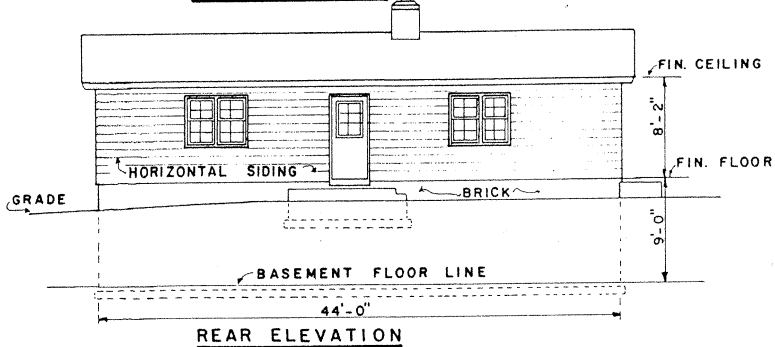 FIN. CEILING
8'-2"
FIN. FLOOR
HORIZONTAL SIDING
BRICK
GRADE
9'-0"
BASEMENT FLOOR LINE
44'-0"
REAR ELEVATION